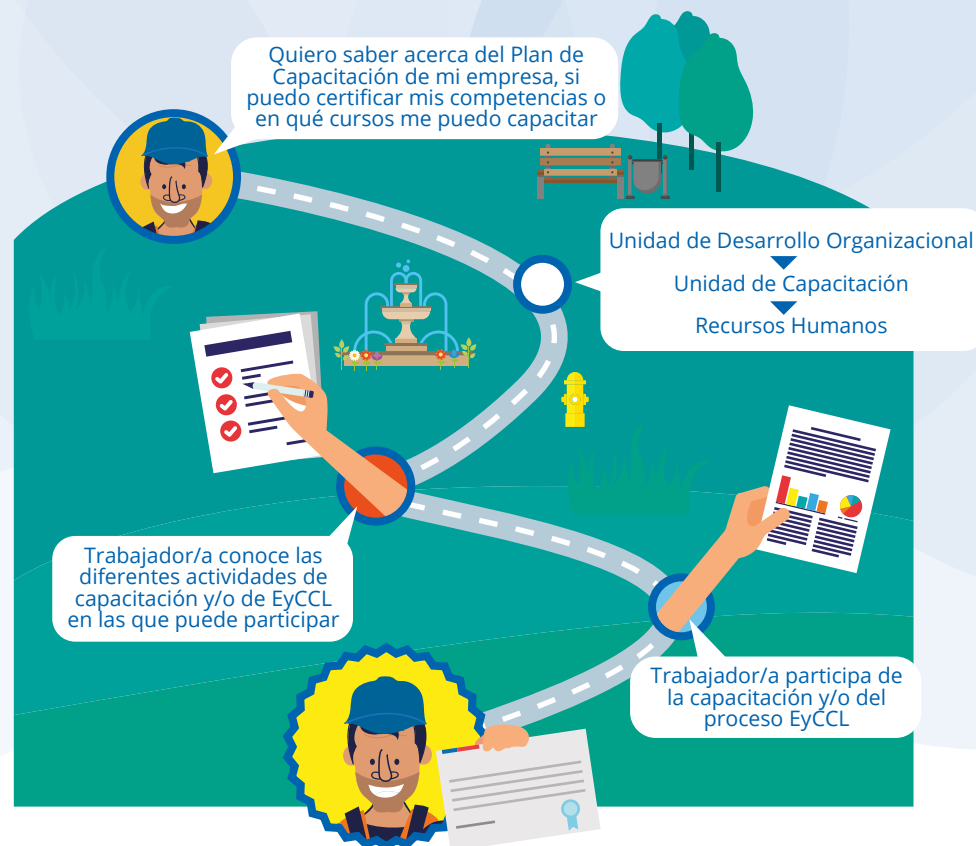 Quiero saber acerca del Plan de
Capacitación de mi empresa, si
puedo certificar mis competencias o
en qué cursos me puedo capacitar
Unidad de Desarrollo Organizacional
Unidad de Capacitación
Recursos Humanos
Trabajador/a conoce las
diferentes actividades de
capacitación y/o de EyCCL
en las que puede participar
Trabajador/a participa de
la capacitación y/o del
proceso EyCCL